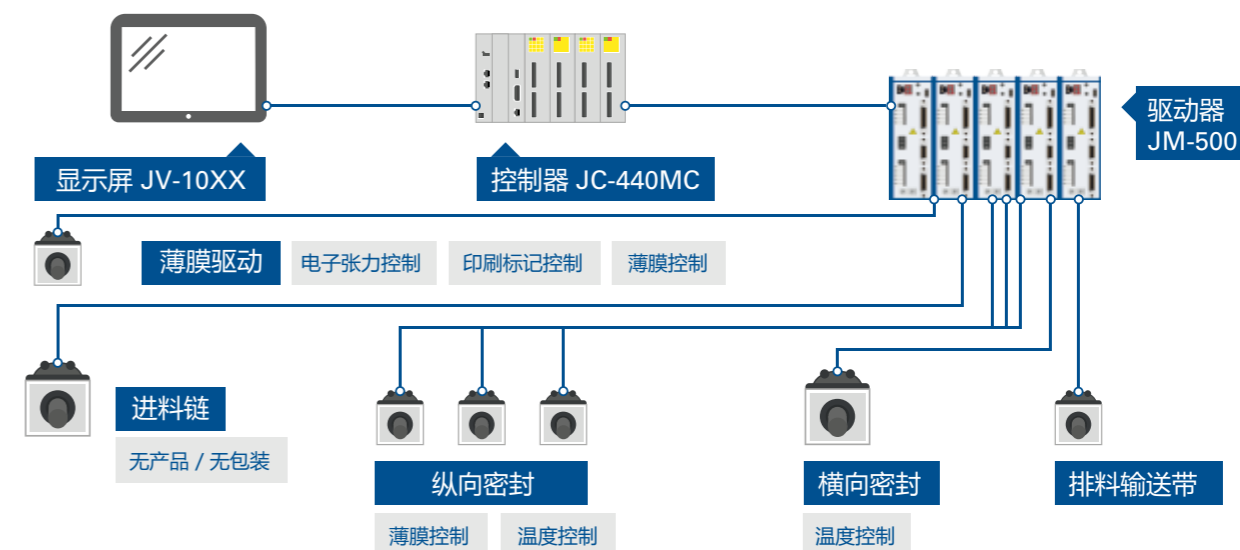 驱动器
JM-500
显示屏 JV-10XX
控制器 JC-440MC
薄膜驱动
电子张力控制
印刷标记控制
薄膜控制
进料链
无产品 / 无包装
纵向密封
横向密封
排料输送带
薄膜控制
温度控制
温度控制